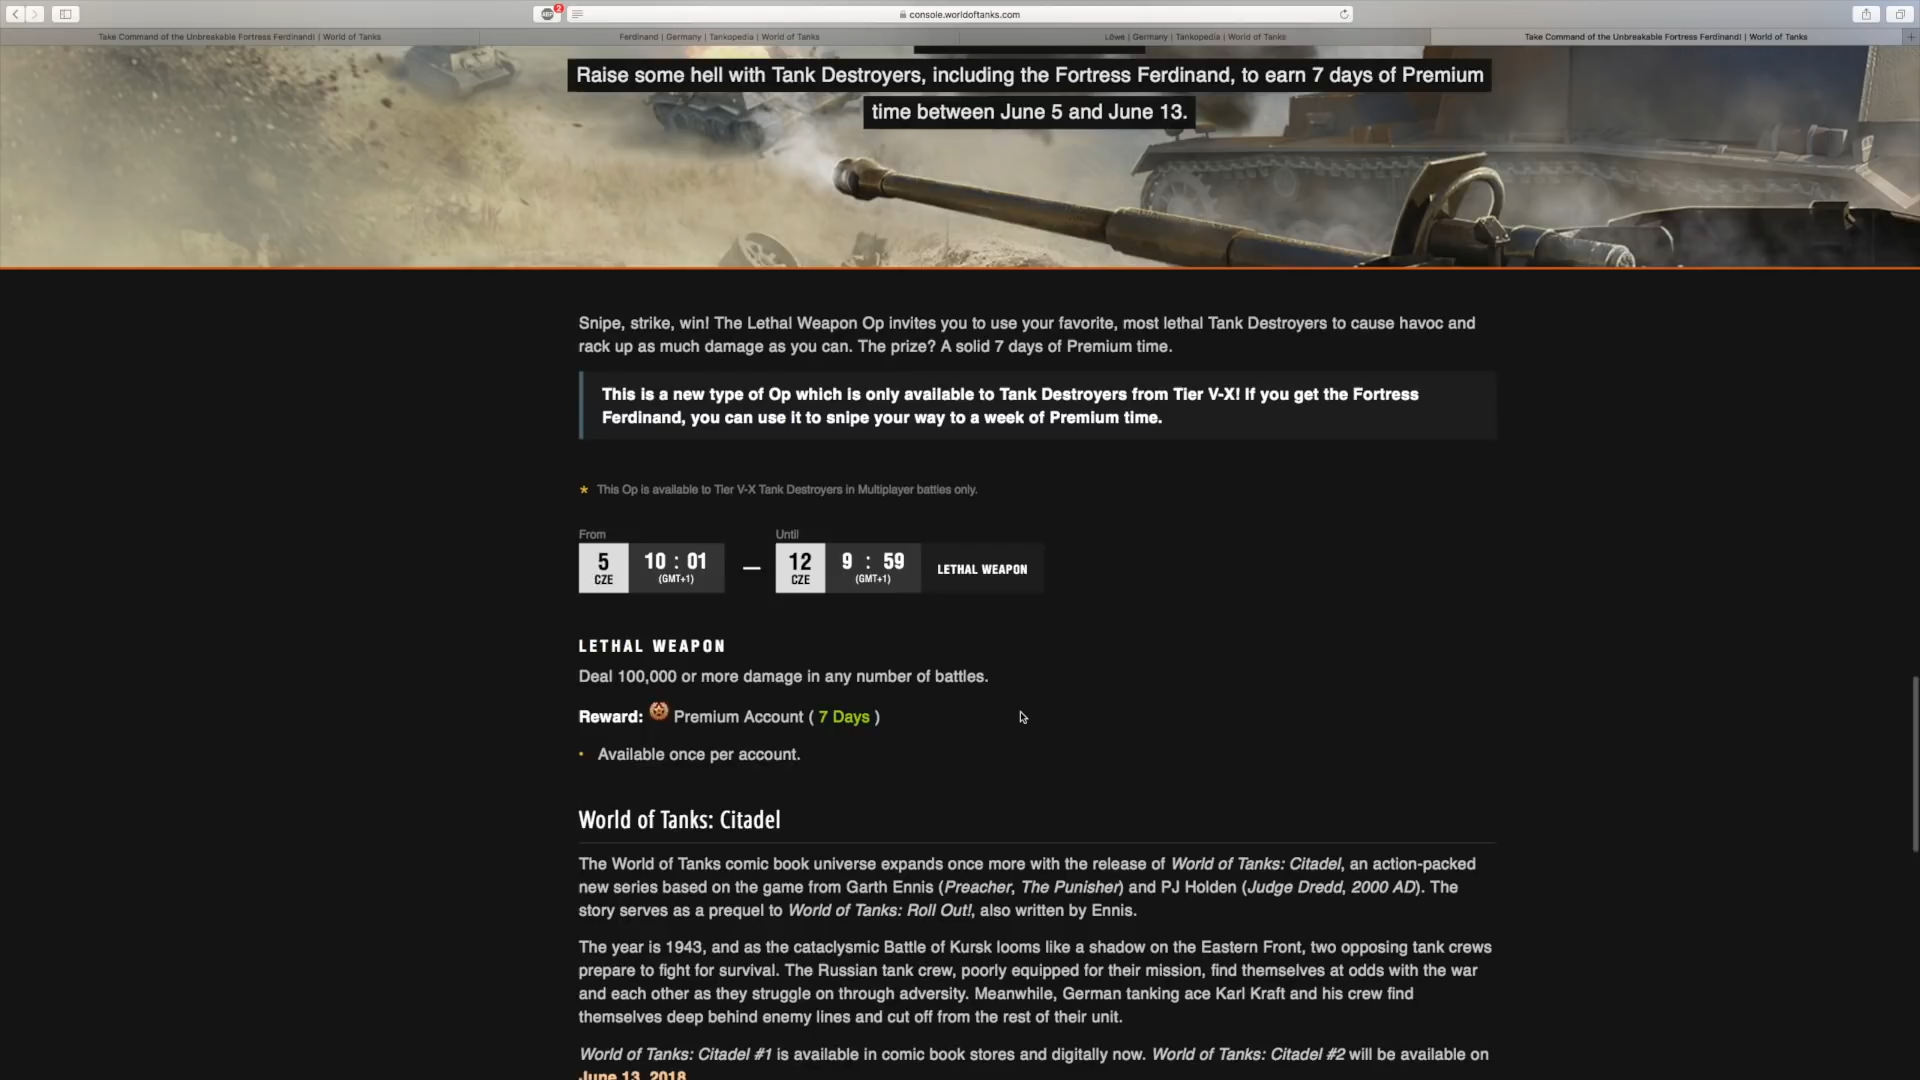 2
console.worldoftanks.com
Take Command of the Unbreakable Fortress Ferdinand! | World of Tanks
Ferdinand | Germany | Tankopedia | World of Tanks
Löwe | Germany | Tankopedia | World of Tanks
Take Command of the Unbreakable Fortress Ferdinand! | World of Tanks
Raise some hell with Tank Destroyers, including the Fortress Ferdinand, to earn 7 days of Premium
time between June 5 and June 13.
Snipe, strike, win! The Lethal Weapon Op invites you to use your favorite, most lethal Tank Destroyers to cause havoc and
rack up as much damage as you can. The prize? A solid 7 days of Premium time.
This is a new type of Op which is only available to Tank Destroyers from Tier V-X! If you get the Fortress
Ferdinand, you can use it to snipe your way to a week of Premium time.
* This Op is available to Tier V-X Tank Destroyers in Multiplayer battles only.
From Until
5 10 : 01 — 12 9 : 59 LETHAL WEAPON
CZE (GMT+1) CZE (GMT+1)
LETHAL WEAPON
Deal 100,000 or more damage in any number of battles.
Reward: Premium Account ( 7 Days )
• Available once per account.
World of Tanks: Citadel
The World of Tanks comic book universe expands once more with the release of World of Tanks: Citadel, an action-packed
new series based on the game from Garth Ennis (Preacher, The Punisher) and PJ Holden (Judge Dredd, 2000 AD). The
story serves as a prequel to World of Tanks: Roll Out!, also written by Ennis.
The year is 1943, and as the cataclysmic Battle of Kursk looms like a shadow on the Eastern Front, two opposing tank crews
prepare to fight for survival. The Russian tank crew, poorly equipped for their mission, find themselves at odds with the war
and each other as they struggle on through adversity. Meanwhile, German tanking ace Karl Kraft and his crew find
themselves deep behind enemy lines and cut off from the rest of their unit.
World of Tanks: Citadel #1 is available in comic book stores and digitally now. World of Tanks: Citadel #2 will be available on
June 13, 2018